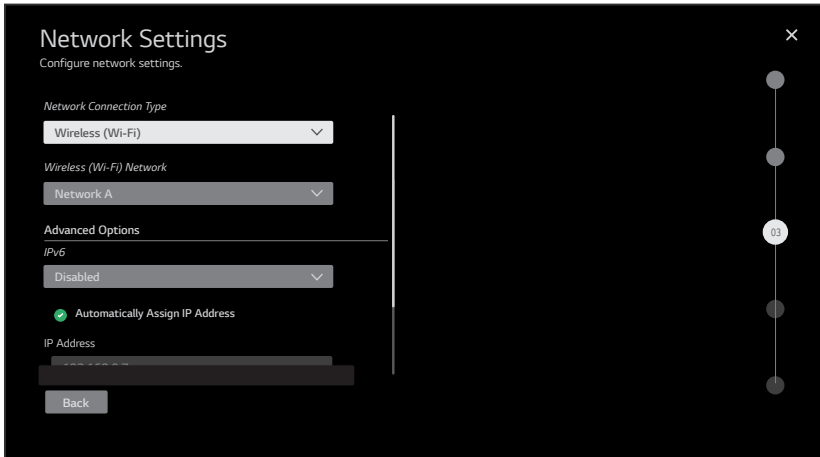 Network Settings
Configure network settings.
Network Connection Type
Wireless (Wi-Fi)
Wireless (Wi-Fi) Network
Network A
Advanced Options
IPv6
Disabled
Automatically Assign IP Address
IP Address
Back
03